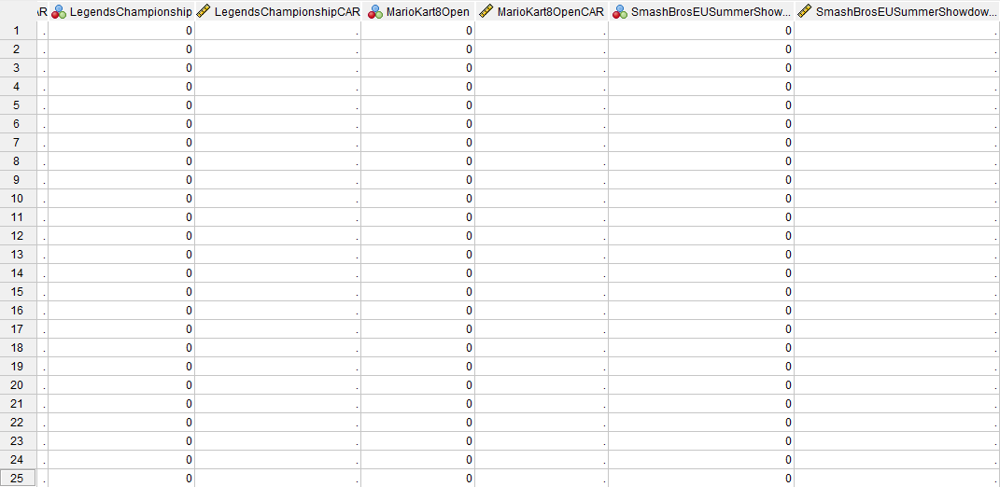 AR LegendsChampionship LegendsChampionshipCAR MarioKart8Open MarioKart8OpenCAR SmashBrosEUSummerShow... SmashBrosEUSummerShowdow...
1 . 0 . 0 . 0 .
2 . 0 . 0 . 0 .
3 . 0 . 0 . 0 .
4 . 0 . 0 . 0 .
5 . 0 . 0 . 0 .
6 . 0 . 0 . 0 .
7 . 0 . 0 . 0 .
8 . 0 . 0 . 0 .
9 . 0 . 0 . 0 .
10 . 0 . 0 . 0 .
11 . 0 . 0 . 0 .
12 . 0 . 0 . 0 .
13 . 0 . 0 . 0 .
14 . 0 . 0 . 0 .
15 . 0 . 0 . 0 .
16 . 0 . 0 . 0 .
17 . 0 . 0 . 0 .
18 . 0 . 0 . 0 .
19 . 0 . 0 . 0 .
20 . 0 . 0 . 0 .
21 . 0 . 0 . 0 .
22 . 0 . 0 . 0 .
23 . 0 . 0 . 0 .
24 . 0 . 0 . 0 .
25 . 0 . 0 . 0 .